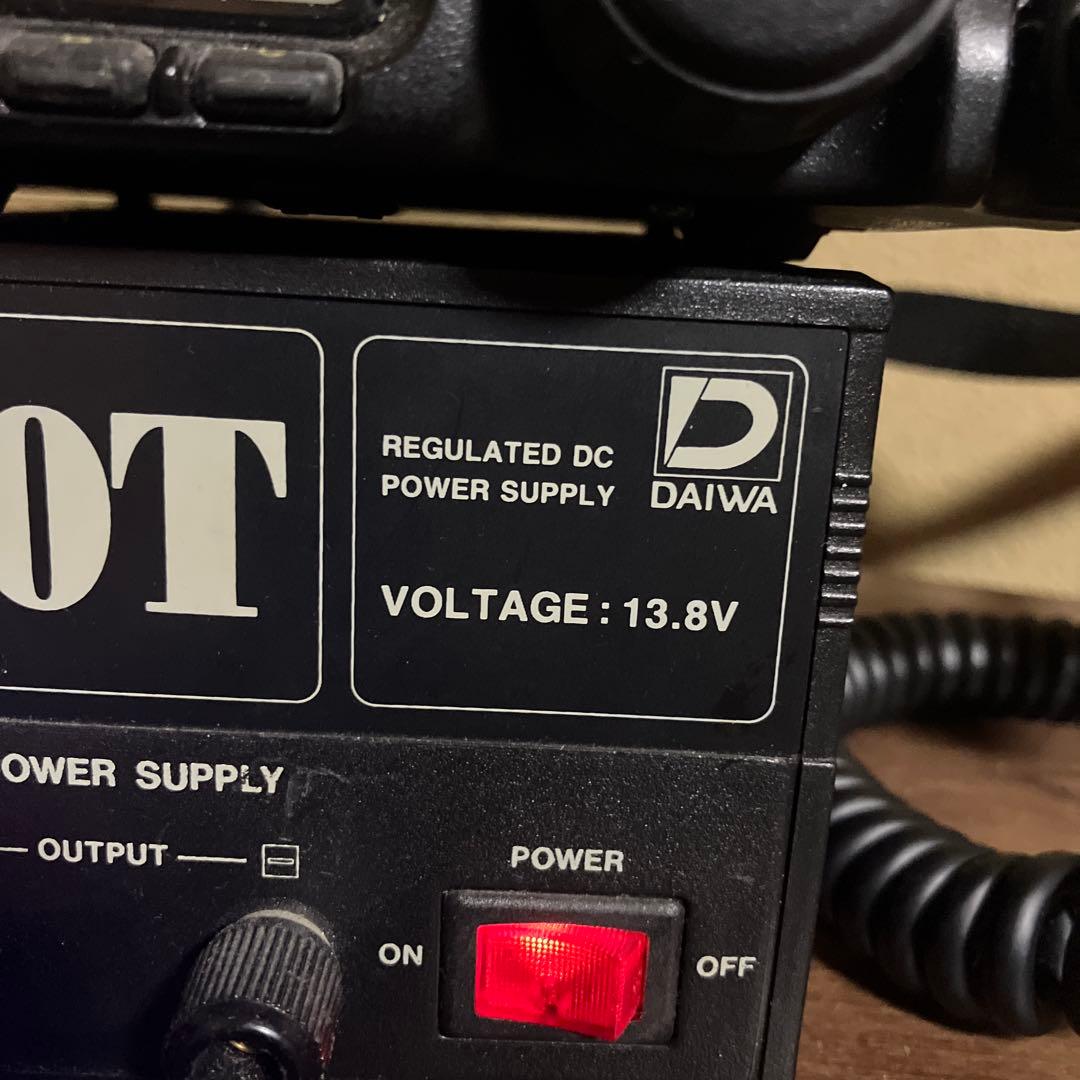 0T
REGULATED DC
POWER SUPPLY
DAIWA
VOLTAGE : 13.8V
OWER SUPPLY
OUTPUT
POWER
ON
OFF